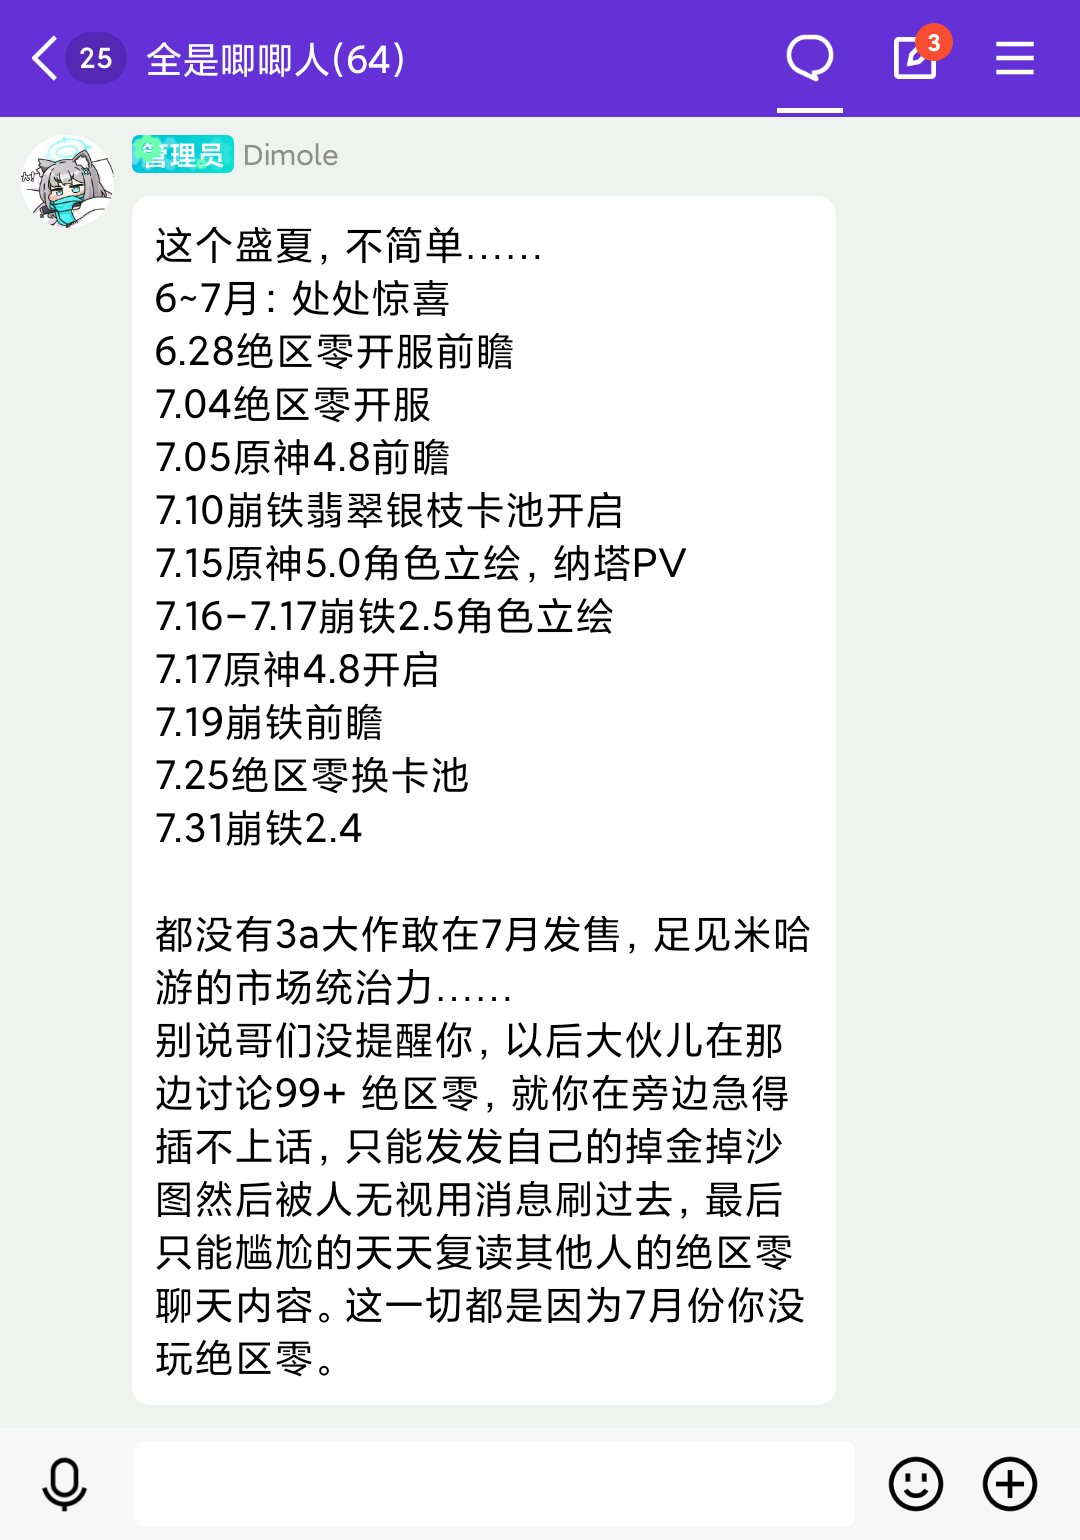 25 全是唧唧人(64)
3
管理员 Dimole
这个盛夏，不简单……
6~7月：处处惊喜
6.28绝区零开服前瞻
7.04绝区零开服
7.05原神4.8前瞻
7.10崩铁翡翠银枝卡池开启
7.15原神5.0角色立绘，纳塔PV
7.16-7.17崩铁2.5角色立绘
7.17原神4.8开启
7.19崩铁前瞻
7.25绝区零换卡池
7.31崩铁2.4
都没有3a大作敢在7月发售，足见米哈
游的市场统治力……
别说哥们没提醒你，以后大伙儿在那
边讨论99+ 绝区零，就你在旁边急得
插不上话，只能发发自己的掉金掉沙
图然后被人无视用消息刷过去，最后
只能尴尬的天天复读其他人的绝区零
聊天内容。这一切都是因为7月份你没
玩绝区零。